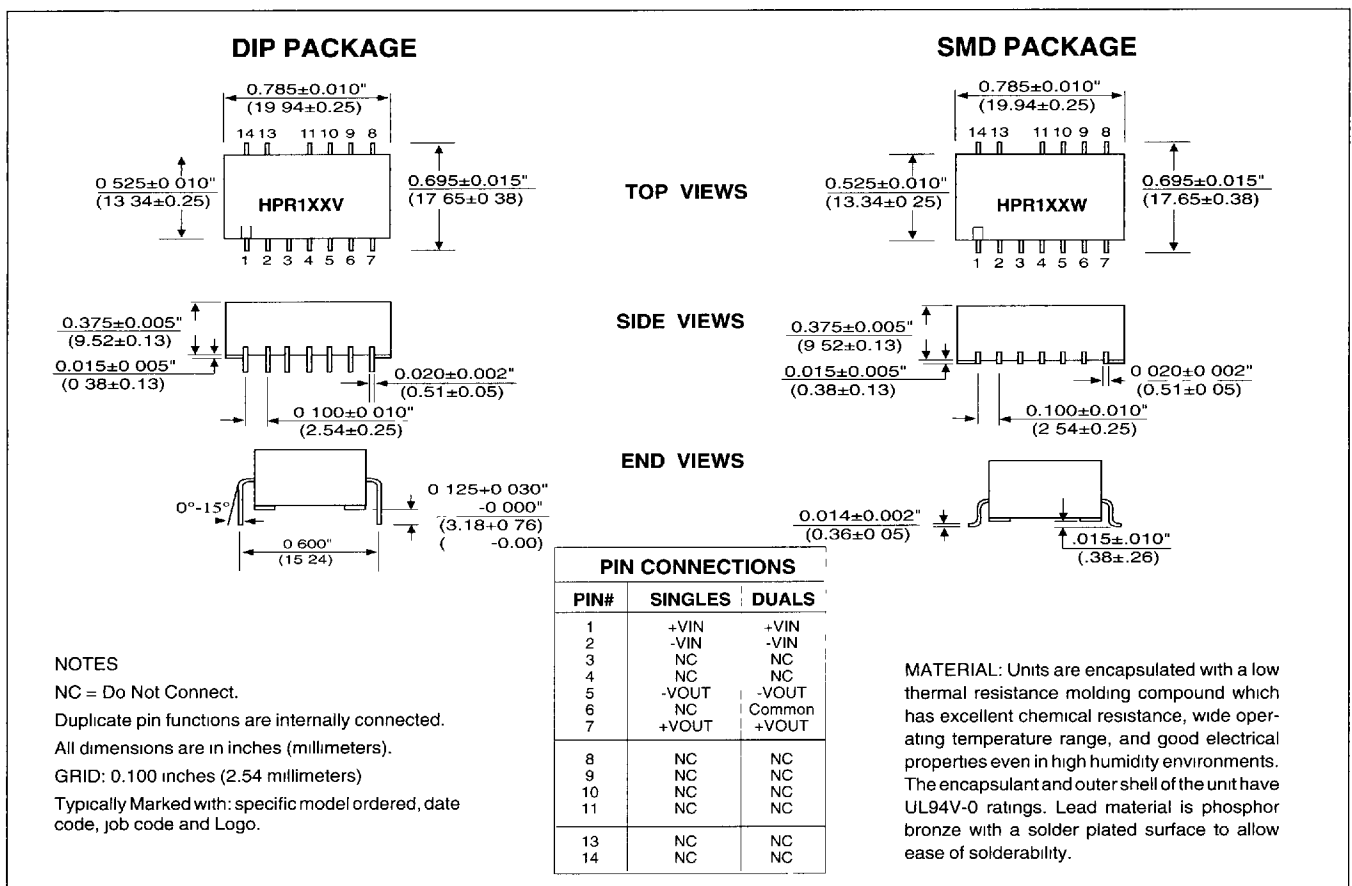 DIP PACKAGE
SMD PACKAGE
0.785±0.010"
(19 94±0.25)
14 13 11 10 9 8
0 525±0 010"
(13 34±0.25)
HPR1XXV
0.695±0.015"
(17 65±0 38)
1 2 3 4 5 6 7
TOP VIEWS
0.785±0.010"
(19.94±0.25)
14 13 11 10 9 8
0.525±0.010"
(13.34±0 25)
HPR1XXW
0.695±0.015"
(17.65±0.38)
1 2 3 4 5 6 7
0.375±0.005"
(9.52±0.13)
0.015±0 005"
(0 38±0.13)
0.020±0.002"
(0.51±0.05)
0 100±0 010"
(2.54±0.25)
SIDE VIEWS
0.375±0.005"
(9 52±0.13)
0.015±0.005"
(0.38±0.13)
0 020±0 002"
(0.51±0 05)
0.100±0.010"
(2 54±0.25)
END VIEWS
0°-15°
0 125+0 030"
-0 000"
(3.18+0 76)
( -0.00)
0 600"
(15 24)
0.014±0.002"
(0.36±0 05)
.015±.010"
(.38±.26)
PIN CONNECTIONS
PIN# SINGLES DUALS
1 +VIN +VIN
2 -VIN -VIN
3 NC NC
4 NC NC
5 -VOUT -VOUT
6 NC Common
7 +VOUT +VOUT
8 NC NC
9 NC NC
10 NC NC
11 NC NC
13 NC NC
14 NC NC
NOTES
NC = Do Not Connect.
Duplicate pin functions are internally connected.
All dimensions are in inches (millimeters).
GRID: 0.100 inches (2.54 millimeters)
Typically Marked with: specific model ordered, date
code, job code and Logo.
MATERIAL: Units are encapsulated with a low
thermal resistance molding compound which
has excellent chemical resistance, wide oper-
ating temperature range, and good electrical
properties even in high humidity environments.
The encapsulant and outer shell of the unit have
UL94V-0 ratings. Lead material is phosphor
bronze with a solder plated surface to allow
ease of solderability.